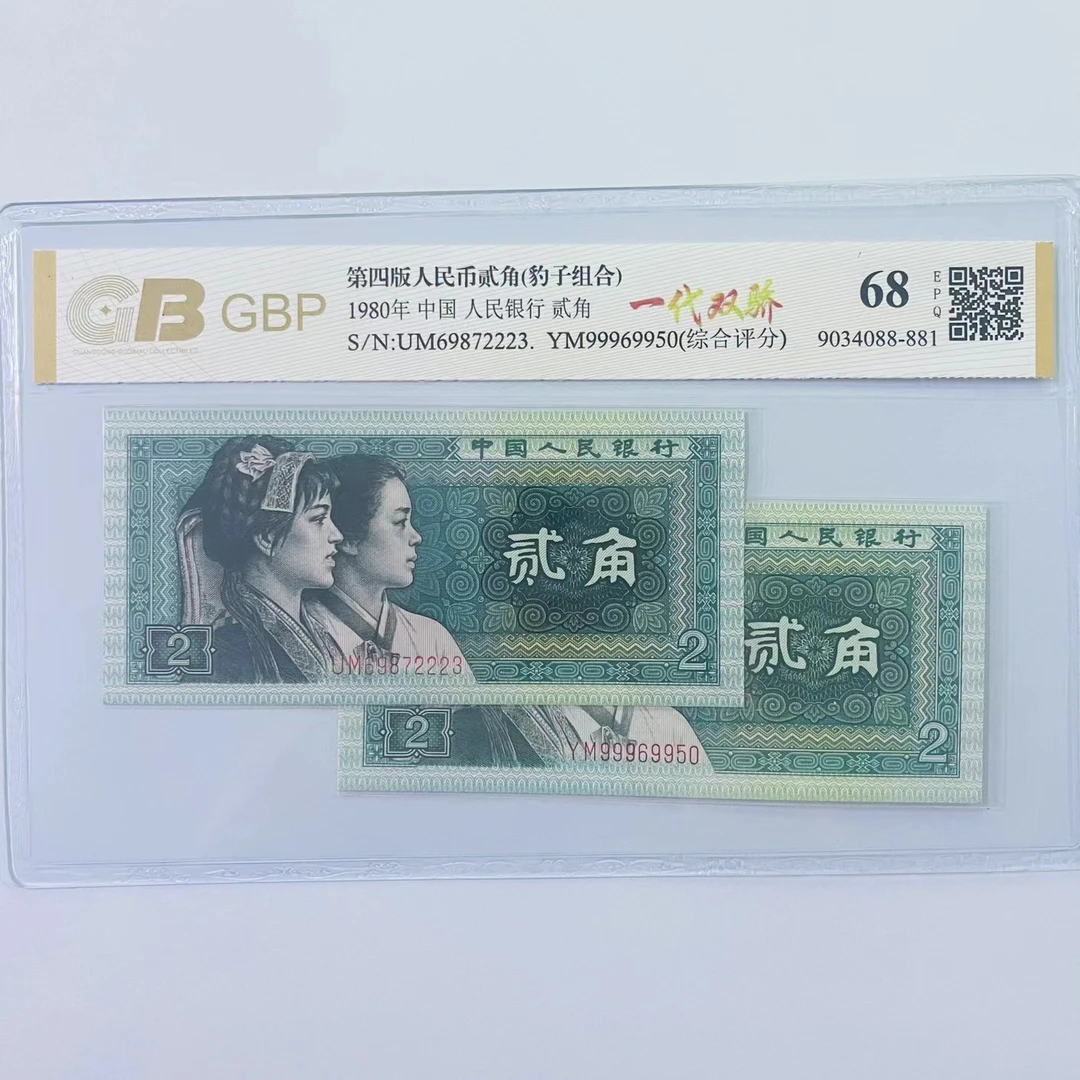 GB GBP
第四版人民币贰角(豹子组合)
1980年 中国 人民银行 贰角
一代双骄
S/N:UM69872223. YM99969950(综合评分)
68
EPQ
9034088-881
中国人民银行
贰角
2
UM69872223
2
国人民银行
贰角
2
YM99969950
2